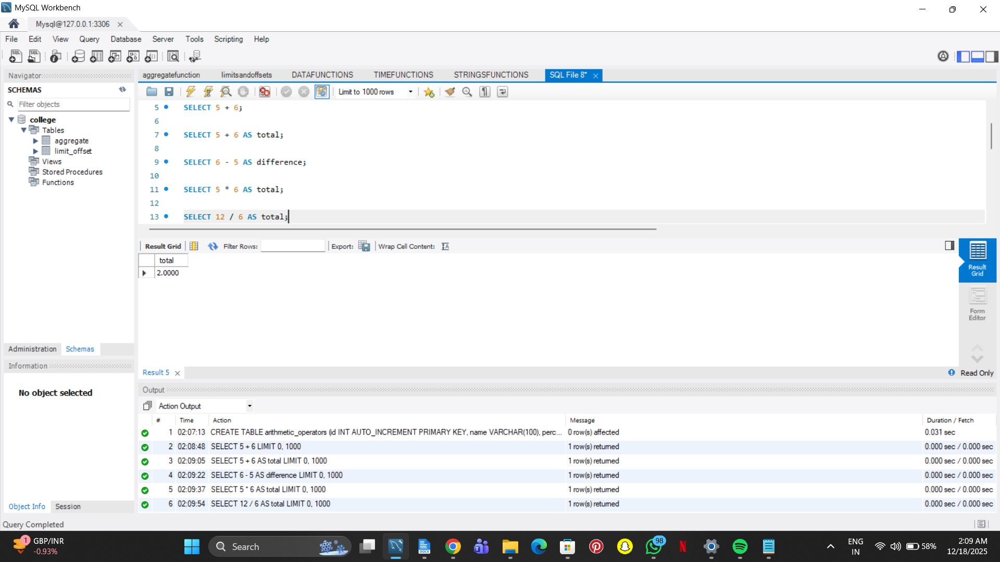 MySQL Workbench
Mysql@127.0.0.1:3306
File Edit View Query Database Server Tools Scripting Help
Navigator
SCHEMAS
Filter objects
college
Tables
aggregate
limit_offset
Views
Stored Procedures
Functions
Administration Schemas
Information
No object selected
Object Info Session
aggregatefunction limitsandoffsets DATAFUNCTIONS TIMEFUNCTIONS STRINGSFUNCTIONS SQL File 8*
Limit to 1000 rows
5 SELECT 5 + 6;
6
7 SELECT 5 + 6 AS total;
8
9 SELECT 6 - 5 AS difference;
10
11 SELECT 5 * 6 AS total;
12
13 SELECT 12 / 6 AS total;
Result Grid Filter Rows: Export: Wrap Cell Content:
total
2.0000
Result Grid
Form Editor
Result 5 Read Only
Output
Action Output
# Time Action Message Duration / Fetch
1 02:07:13 CREATE TABLE arithmetic_operators (id INT AUTO_INCREMENT PRIMARY KEY, name VARCHAR(100), perc... 0 row(s) affected 0.031 sec
2 02:08:48 SELECT 5 + 6 LIMIT 0, 1000 1 row(s) returned 0.000 sec / 0.000 sec
3 02:09:05 SELECT 5 + 6 AS total LIMIT 0, 1000 1 row(s) returned 0.000 sec / 0.000 sec
4 02:09:22 SELECT 6 - 5 AS difference LIMIT 0, 1000 1 row(s) returned 0.000 sec / 0.000 sec
5 02:09:37 SELECT 5 * 6 AS total LIMIT 0, 1000 1 row(s) returned 0.000 sec / 0.000 sec
6 02:09:54 SELECT 12 / 6 AS total LIMIT 0, 1000 1 row(s) returned 0.000 sec / 0.000 sec
Query Completed
1 GBP/INR
-0.93%
Search
98
ENG
IN
58%
2:09 AM
12/18/2025